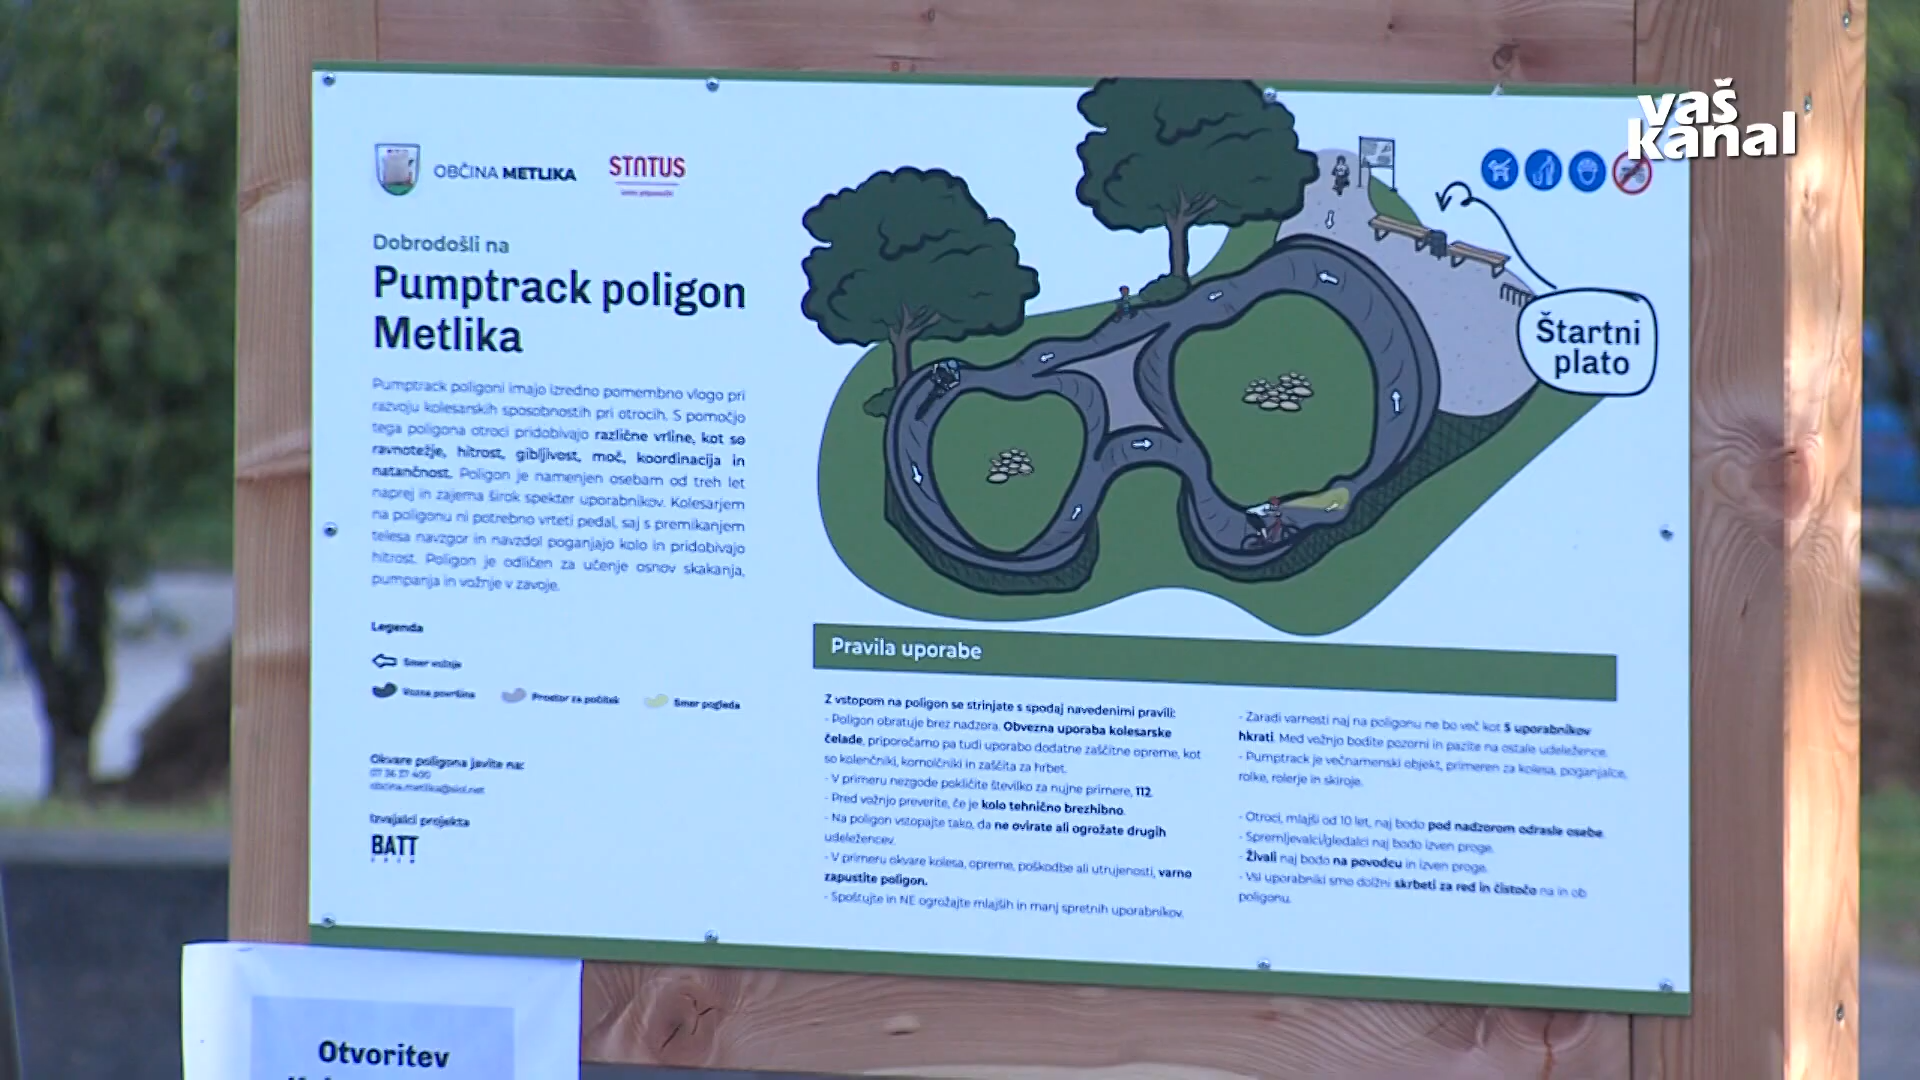 vaš
kanal
OBČINA METLIKA
STATUS
Dobrodošli na
Pumptrack poligon
Metlika
Pumptrack poligoni imajo izredno pomembno vlogo pri
razvoju kolesarskih sposobnosti pri otrocih. S pomočjo
tega poligona otroci pridobivajo različne vrline, kot so
ravnotežje, hitrost, gibljivost, moč, koordinacija in
natančnost. Poligon je namenjen osebam od treh let
naprej in zajema širok spekter uporabnikov. Kolesarjem
na poligonu ni potrebno vrteti pedal, saj s premikanjem
telesa navzgor in navzdol poganjajo kolo in pridobivajo
hitrost. Poligon je odličen za učenje osnov skakanja,
pumpanja in vožnje v zavoje.
Legenda
Smer vožnje
Vozna površina
Prostor za počitek
Smer pogleda
Okvare poligona javite na:
07 36 37 400
obcina.metlika@siol.net
Izvajalci projekta
BATT
Štartni
plato
Pravila uporabe
Z vstopom na poligon se strinjate s spodaj navedenimi pravili:
- Poligon obratuje brez nadzora. Obvezna uporaba kolesarske
čelade, priporočamo pa tudi uporabo dodatne zaščitne opreme, kot
so kolenčniki, komolčniki in zaščita za hrbet.
- V primeru nezgode pokličite številko za nujne primere, 112.
- Pred vožnjo preverite, če je kolo tehnično brezhibno.
- Na poligon vstopajte tako, da ne ovirate ali ogrožate drugih
udeležencev.
- V primeru okvare kolesa, opreme, poškodbe ali utrujenosti, varno
zapustite poligon.
- Spoštujte in NE ogrožajte mlajših in manj spretnih uporabnikov.
- Zaradi varnosti naj na poligonu ne bo več kot 5 uporabnikov
hkrati. Med vožnjo bodite pozorni in pazite na ostale udeležence.
- Pumptrack je večnamenski objekt, primeren za kolesa, poganjalce,
rolke, rolerje in skiroje.
- Otroci, mlajši od 10 let, naj bodo pod nadzorom odrasle osebe.
- Spremljevalci/gledalci naj bodo izven proge.
- Živali naj bodo na povodcu in izven proge.
- Vsi uporabniki smo dolžni skrbeti za red in čistočo na in ob
poligonu.
Otvoritev